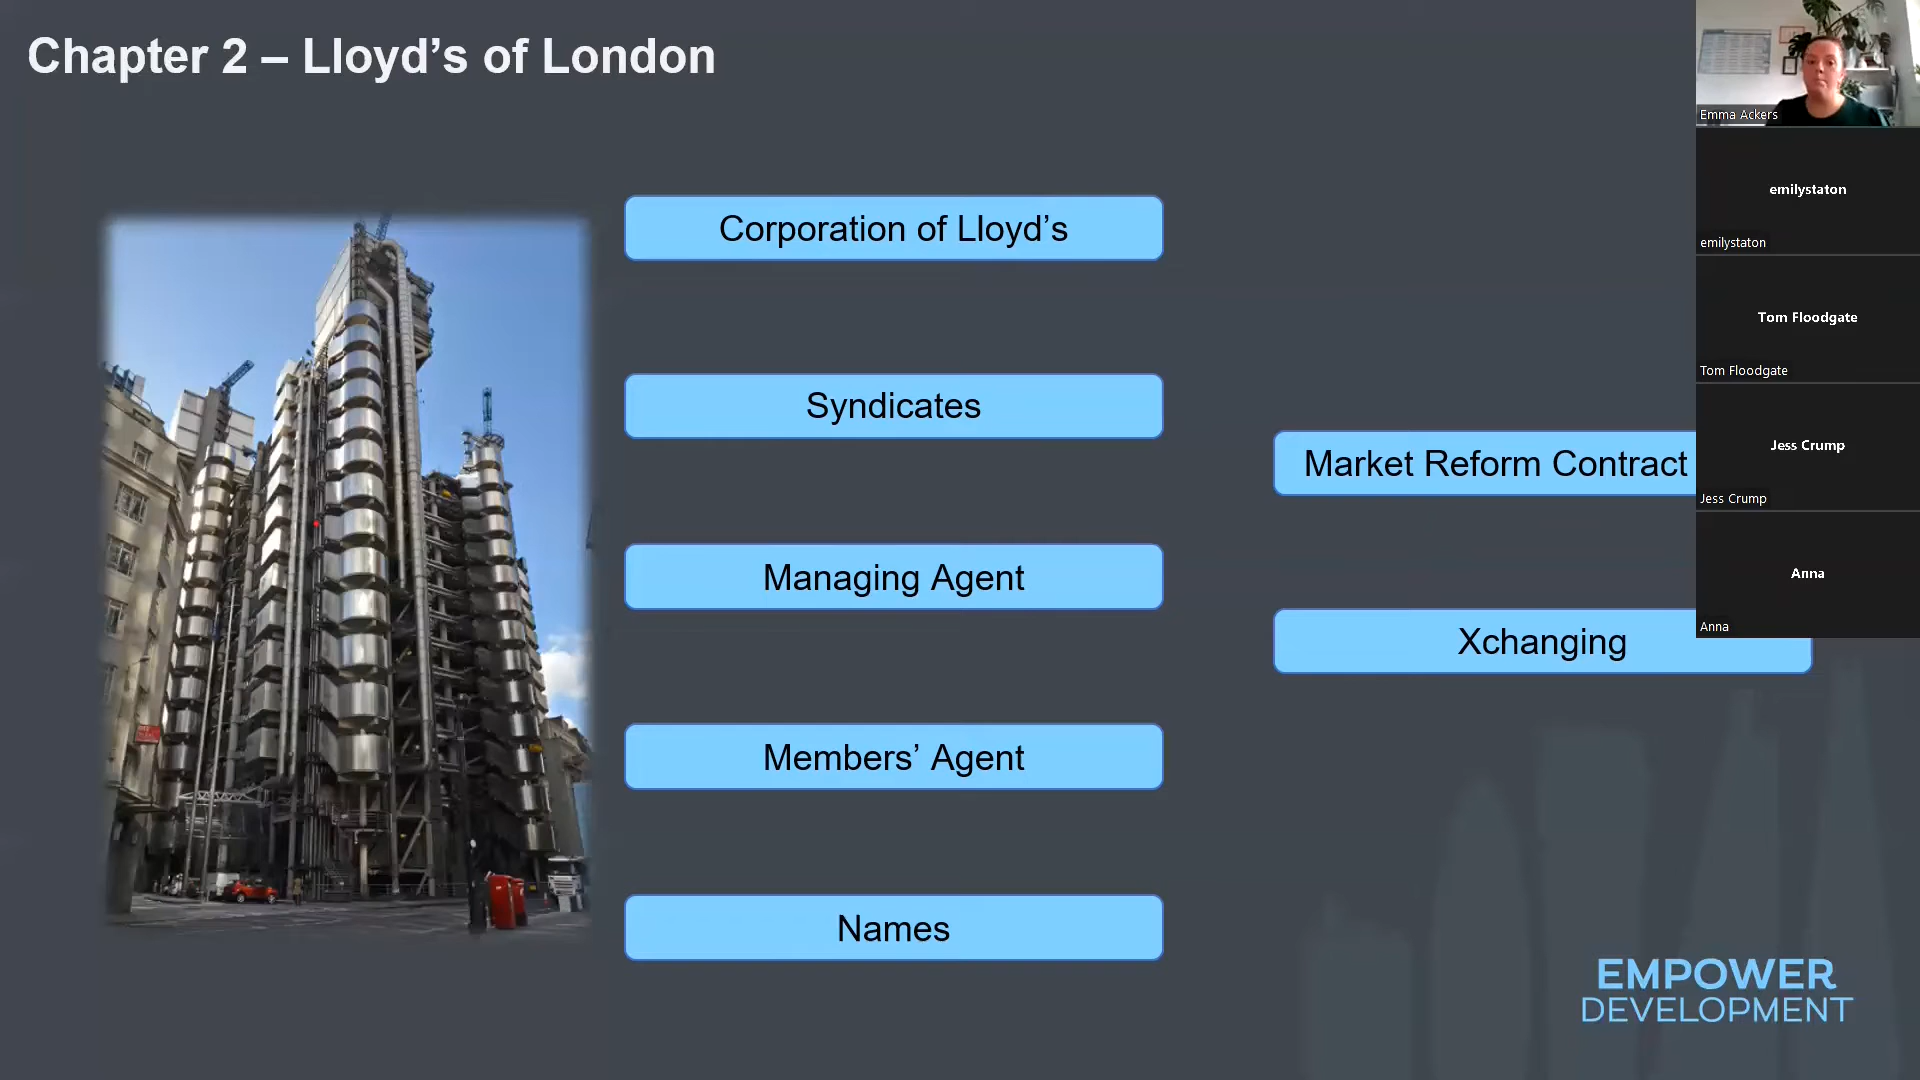 Chapter 2 – Lloyd’s of London
Corporation of Lloyd’s
Syndicates
Managing Agent
Members’ Agent
Names
Market Reform Contract
Xchanging
Emma Ackers
emilystaton
emilystaton
Tom Floodgate
Tom Floodgate
Jess Crump
Jess Crump
Anna
Anna
EMPOWER
DEVELOPMENT